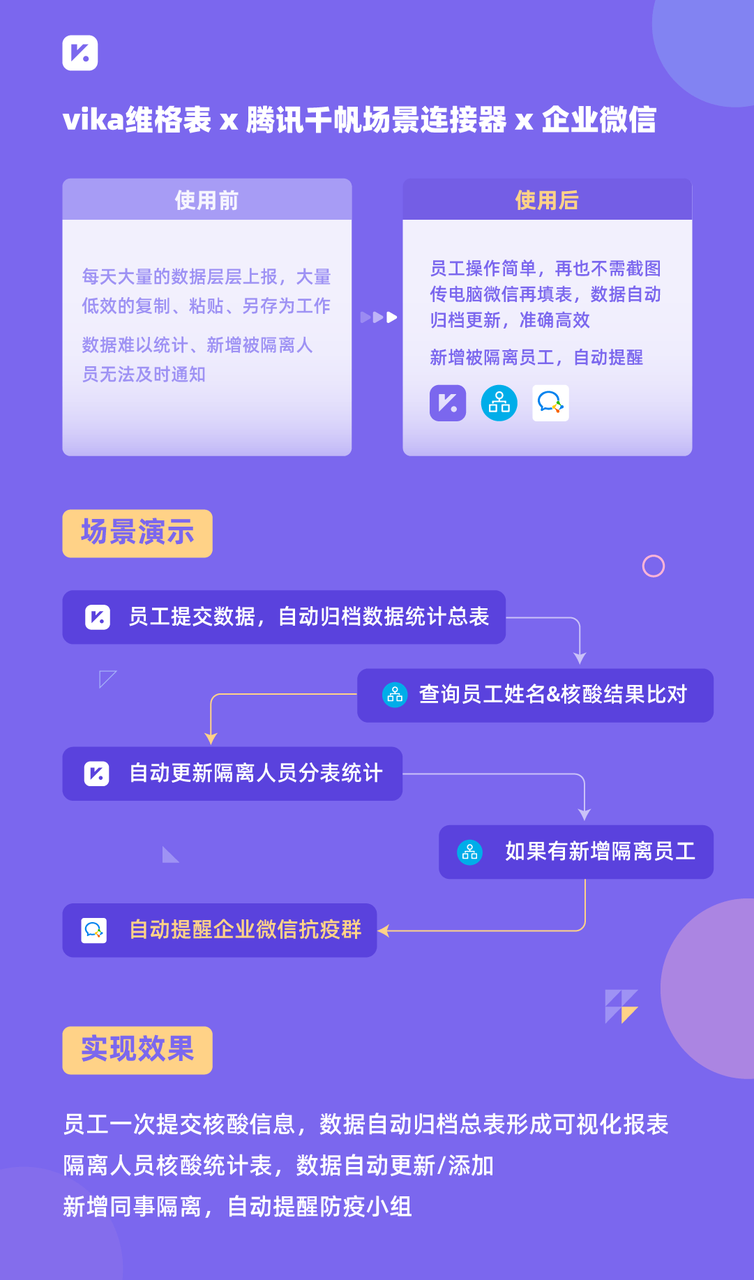 vika维格表 x 腾讯千帆场景连接器 x 企业微信
使用前
每天大量的数据层层上报，大量
低效的复制、粘贴、另存为工作
数据难以统计、新增被隔离人
员无法及时通知
使用后
员工操作简单，再也不需截图
传电脑微信再填表，数据自动
归档更新，准确高效
新增被隔离员工，自动提醒
场景演示
员工提交数据，自动归档数据统计总表
查询员工姓名&核酸结果比对
自动更新隔离人员分表统计
如果有新增隔离员工
自动提醒企业微信抗疫群
实现效果
员工一次提交核酸信息，数据自动归档总表形成可视化报表
隔离人员核酸统计表，数据自动更新/添加
新增同事隔离，自动提醒防疫小组